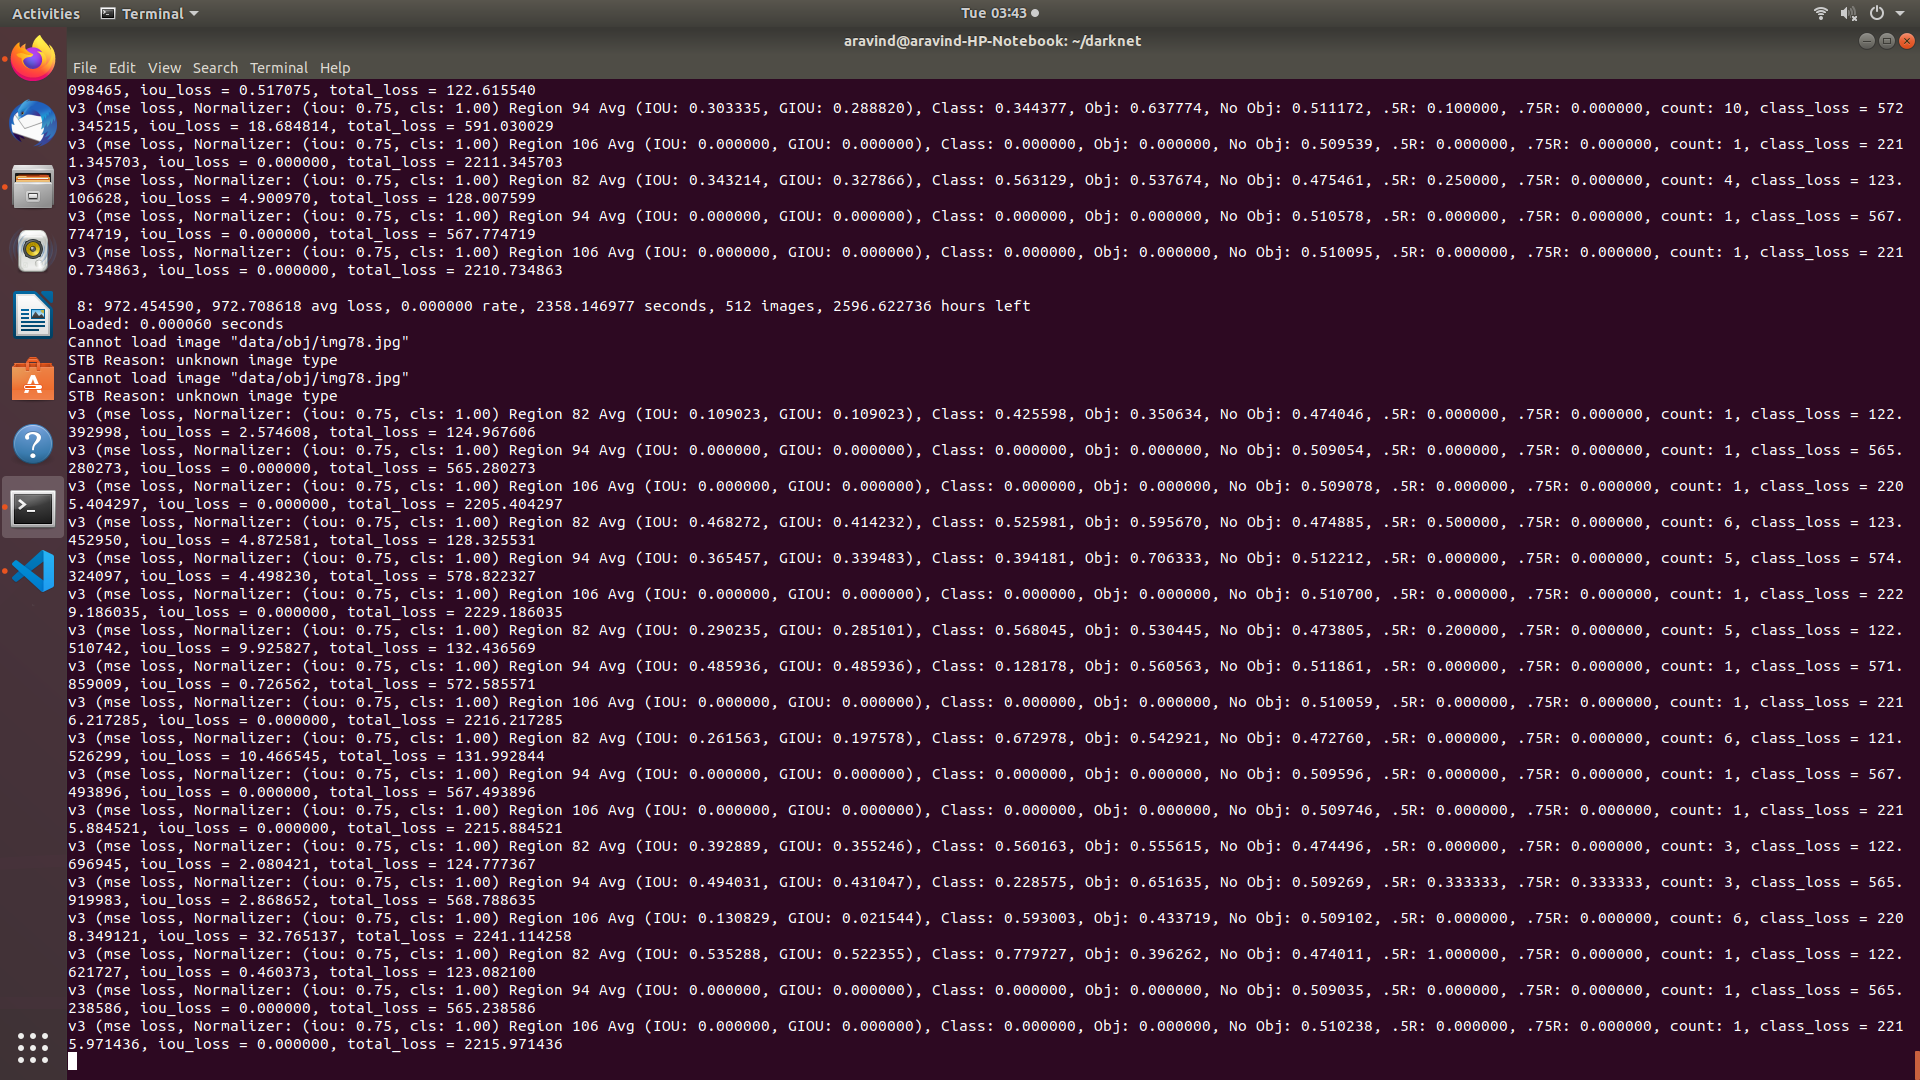 Activities
Terminal
Tue 03:43
aravind@aravind-HP-Notebook: ~/darknet
File Edit View Search Terminal Help
098465, iou_loss = 0.517075, total_loss = 122.615540
v3 (mse loss, Normalizer: (iou: 0.75, cls: 1.00) Region 94 Avg (IOU: 0.303335, GIOU: 0.288820), Class: 0.344377, Obj: 0.637774, No Obj: 0.511172, .5R: 0.100000, .75R: 0.000000, count: 10, class_loss = 572
.345215, iou_loss = 18.684814, total_loss = 591.030029
v3 (mse loss, Normalizer: (iou: 0.75, cls: 1.00) Region 106 Avg (IOU: 0.000000, GIOU: 0.000000), Class: 0.000000, Obj: 0.000000, No Obj: 0.509539, .5R: 0.000000, .75R: 0.000000, count: 1, class_loss = 221
1.345703, iou_loss = 0.000000, total_loss = 2211.345703
v3 (mse loss, Normalizer: (iou: 0.75, cls: 1.00) Region 82 Avg (IOU: 0.343214, GIOU: 0.327866), Class: 0.563129, Obj: 0.537674, No Obj: 0.475461, .5R: 0.250000, .75R: 0.000000, count: 4, class_loss = 123.
106628, iou_loss = 4.900970, total_loss = 128.007599
v3 (mse loss, Normalizer: (iou: 0.75, cls: 1.00) Region 94 Avg (IOU: 0.000000, GIOU: 0.000000), Class: 0.000000, Obj: 0.000000, No Obj: 0.510578, .5R: 0.000000, .75R: 0.000000, count: 1, class_loss = 567.
774719, iou_loss = 0.000000, total_loss = 567.774719
v3 (mse loss, Normalizer: (iou: 0.75, cls: 1.00) Region 106 Avg (IOU: 0.000000, GIOU: 0.000000), Class: 0.000000, Obj: 0.000000, No Obj: 0.510095, .5R: 0.000000, .75R: 0.000000, count: 1, class_loss = 221
0.734863, iou_loss = 0.000000, total_loss = 2210.734863
8: 972.454590, 972.708618 avg loss, 0.000000 rate, 2358.146977 seconds, 512 images, 2596.622736 hours left
Loaded: 0.000060 seconds
Cannot load image "data/obj/img78.jpg"
STB Reason: unknown image type
Cannot load image "data/obj/img78.jpg"
STB Reason: unknown image type
v3 (mse loss, Normalizer: (iou: 0.75, cls: 1.00) Region 82 Avg (IOU: 0.109023, GIOU: 0.109023), Class: 0.425598, Obj: 0.350634, No Obj: 0.474046, .5R: 0.000000, .75R: 0.000000, count: 1, class_loss = 122.
392998, iou_loss = 2.574608, total_loss = 124.967606
v3 (mse loss, Normalizer: (iou: 0.75, cls: 1.00) Region 94 Avg (IOU: 0.000000, GIOU: 0.000000), Class: 0.000000, Obj: 0.000000, No Obj: 0.509054, .5R: 0.000000, .75R: 0.000000, count: 1, class_loss = 565.
280273, iou_loss = 0.000000, total_loss = 565.280273
v3 (mse loss, Normalizer: (iou: 0.75, cls: 1.00) Region 106 Avg (IOU: 0.000000, GIOU: 0.000000), Class: 0.000000, Obj: 0.000000, No Obj: 0.509078, .5R: 0.000000, .75R: 0.000000, count: 1, class_loss = 220
5.404297, iou_loss = 0.000000, total_loss = 2205.404297
v3 (mse loss, Normalizer: (iou: 0.75, cls: 1.00) Region 82 Avg (IOU: 0.468272, GIOU: 0.414232), Class: 0.525981, Obj: 0.595670, No Obj: 0.474885, .5R: 0.500000, .75R: 0.000000, count: 6, class_loss = 123.
452950, iou_loss = 4.872581, total_loss = 128.325531
v3 (mse loss, Normalizer: (iou: 0.75, cls: 1.00) Region 94 Avg (IOU: 0.365457, GIOU: 0.339483), Class: 0.394181, Obj: 0.706333, No Obj: 0.512212, .5R: 0.000000, .75R: 0.000000, count: 5, class_loss = 574.
324097, iou_loss = 4.498230, total_loss = 578.822327
v3 (mse loss, Normalizer: (iou: 0.75, cls: 1.00) Region 106 Avg (IOU: 0.000000, GIOU: 0.000000), Class: 0.000000, Obj: 0.000000, No Obj: 0.510700, .5R: 0.000000, .75R: 0.000000, count: 1, class_loss = 222
9.186035, iou_loss = 0.000000, total_loss = 2229.186035
v3 (mse loss, Normalizer: (iou: 0.75, cls: 1.00) Region 82 Avg (IOU: 0.290235, GIOU: 0.285101), Class: 0.568045, Obj: 0.530445, No Obj: 0.473805, .5R: 0.200000, .75R: 0.000000, count: 5, class_loss = 122.
510742, iou_loss = 9.925827, total_loss = 132.436569
v3 (mse loss, Normalizer: (iou: 0.75, cls: 1.00) Region 94 Avg (IOU: 0.485936, GIOU: 0.485936), Class: 0.128178, Obj: 0.560563, No Obj: 0.511861, .5R: 0.000000, .75R: 0.000000, count: 1, class_loss = 571.
859009, iou_loss = 0.726562, total_loss = 572.585571
v3 (mse loss, Normalizer: (iou: 0.75, cls: 1.00) Region 106 Avg (IOU: 0.000000, GIOU: 0.000000), Class: 0.000000, Obj: 0.000000, No Obj: 0.510059, .5R: 0.000000, .75R: 0.000000, count: 1, class_loss = 221
6.217285, iou_loss = 0.000000, total_loss = 2216.217285
v3 (mse loss, Normalizer: (iou: 0.75, cls: 1.00) Region 82 Avg (IOU: 0.261563, GIOU: 0.197578), Class: 0.672978, Obj: 0.542921, No Obj: 0.472760, .5R: 0.000000, .75R: 0.000000, count: 6, class_loss = 121.
526299, iou_loss = 10.466545, total_loss = 131.992844
v3 (mse loss, Normalizer: (iou: 0.75, cls: 1.00) Region 94 Avg (IOU: 0.000000, GIOU: 0.000000), Class: 0.000000, Obj: 0.000000, No Obj: 0.509596, .5R: 0.000000, .75R: 0.000000, count: 1, class_loss = 567.
493896, iou_loss = 0.000000, total_loss = 567.493896
v3 (mse loss, Normalizer: (iou: 0.75, cls: 1.00) Region 106 Avg (IOU: 0.000000, GIOU: 0.000000), Class: 0.000000, Obj: 0.000000, No Obj: 0.509746, .5R: 0.000000, .75R: 0.000000, count: 1, class_loss = 221
5.884521, iou_loss = 0.000000, total_loss = 2215.884521
v3 (mse loss, Normalizer: (iou: 0.75, cls: 1.00) Region 82 Avg (IOU: 0.392889, GIOU: 0.355246), Class: 0.560163, Obj: 0.555615, No Obj: 0.474496, .5R: 0.000000, .75R: 0.000000, count: 3, class_loss = 122.
696945, iou_loss = 2.080421, total_loss = 124.777367
v3 (mse loss, Normalizer: (iou: 0.75, cls: 1.00) Region 94 Avg (IOU: 0.494031, GIOU: 0.431047), Class: 0.228575, Obj: 0.651635, No Obj: 0.509269, .5R: 0.333333, .75R: 0.333333, count: 3, class_loss = 565.
919983, iou_loss = 2.868652, total_loss = 568.788635
v3 (mse loss, Normalizer: (iou: 0.75, cls: 1.00) Region 106 Avg (IOU: 0.130829, GIOU: 0.021544), Class: 0.593003, Obj: 0.433719, No Obj: 0.509102, .5R: 0.000000, .75R: 0.000000, count: 6, class_loss = 220
8.349121, iou_loss = 32.765137, total_loss = 2241.114258
v3 (mse loss, Normalizer: (iou: 0.75, cls: 1.00) Region 82 Avg (IOU: 0.535288, GIOU: 0.522355), Class: 0.779727, Obj: 0.396262, No Obj: 0.474011, .5R: 1.000000, .75R: 0.000000, count: 1, class_loss = 122.
621727, iou_loss = 0.460373, total_loss = 123.082100
v3 (mse loss, Normalizer: (iou: 0.75, cls: 1.00) Region 94 Avg (IOU: 0.000000, GIOU: 0.000000), Class: 0.000000, Obj: 0.000000, No Obj: 0.509035, .5R: 0.000000, .75R: 0.000000, count: 1, class_loss = 565.
238586, iou_loss = 0.000000, total_loss = 565.238586
v3 (mse loss, Normalizer: (iou: 0.75, cls: 1.00) Region 106 Avg (IOU: 0.000000, GIOU: 0.000000), Class: 0.000000, Obj: 0.000000, No Obj: 0.510238, .5R: 0.000000, .75R: 0.000000, count: 1, class_loss = 221
5.971436, iou_loss = 0.000000, total_loss = 2215.971436